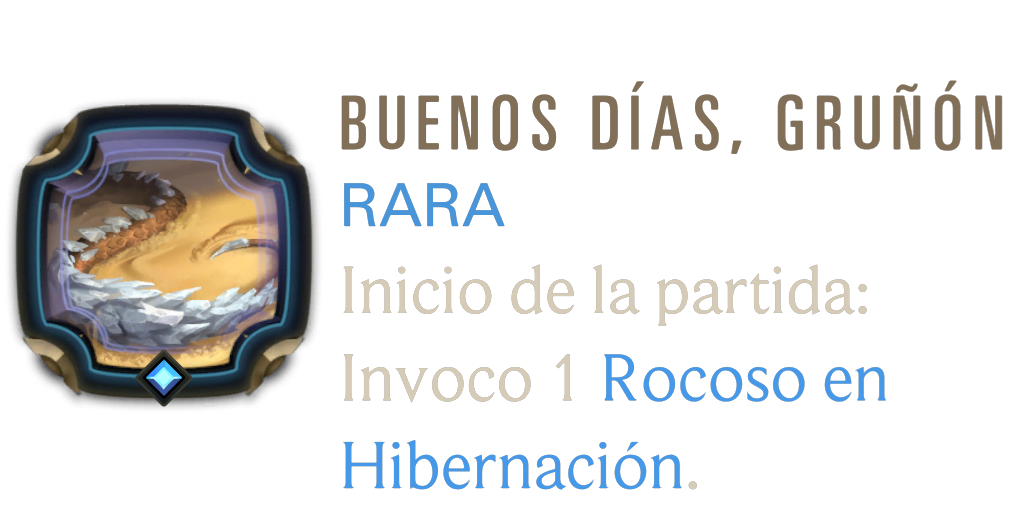 BUENOS DÍAS, GRUÑÓN
RARA
Inicio de la partida:
Invoco 1 Rocoso en
Hibernación.